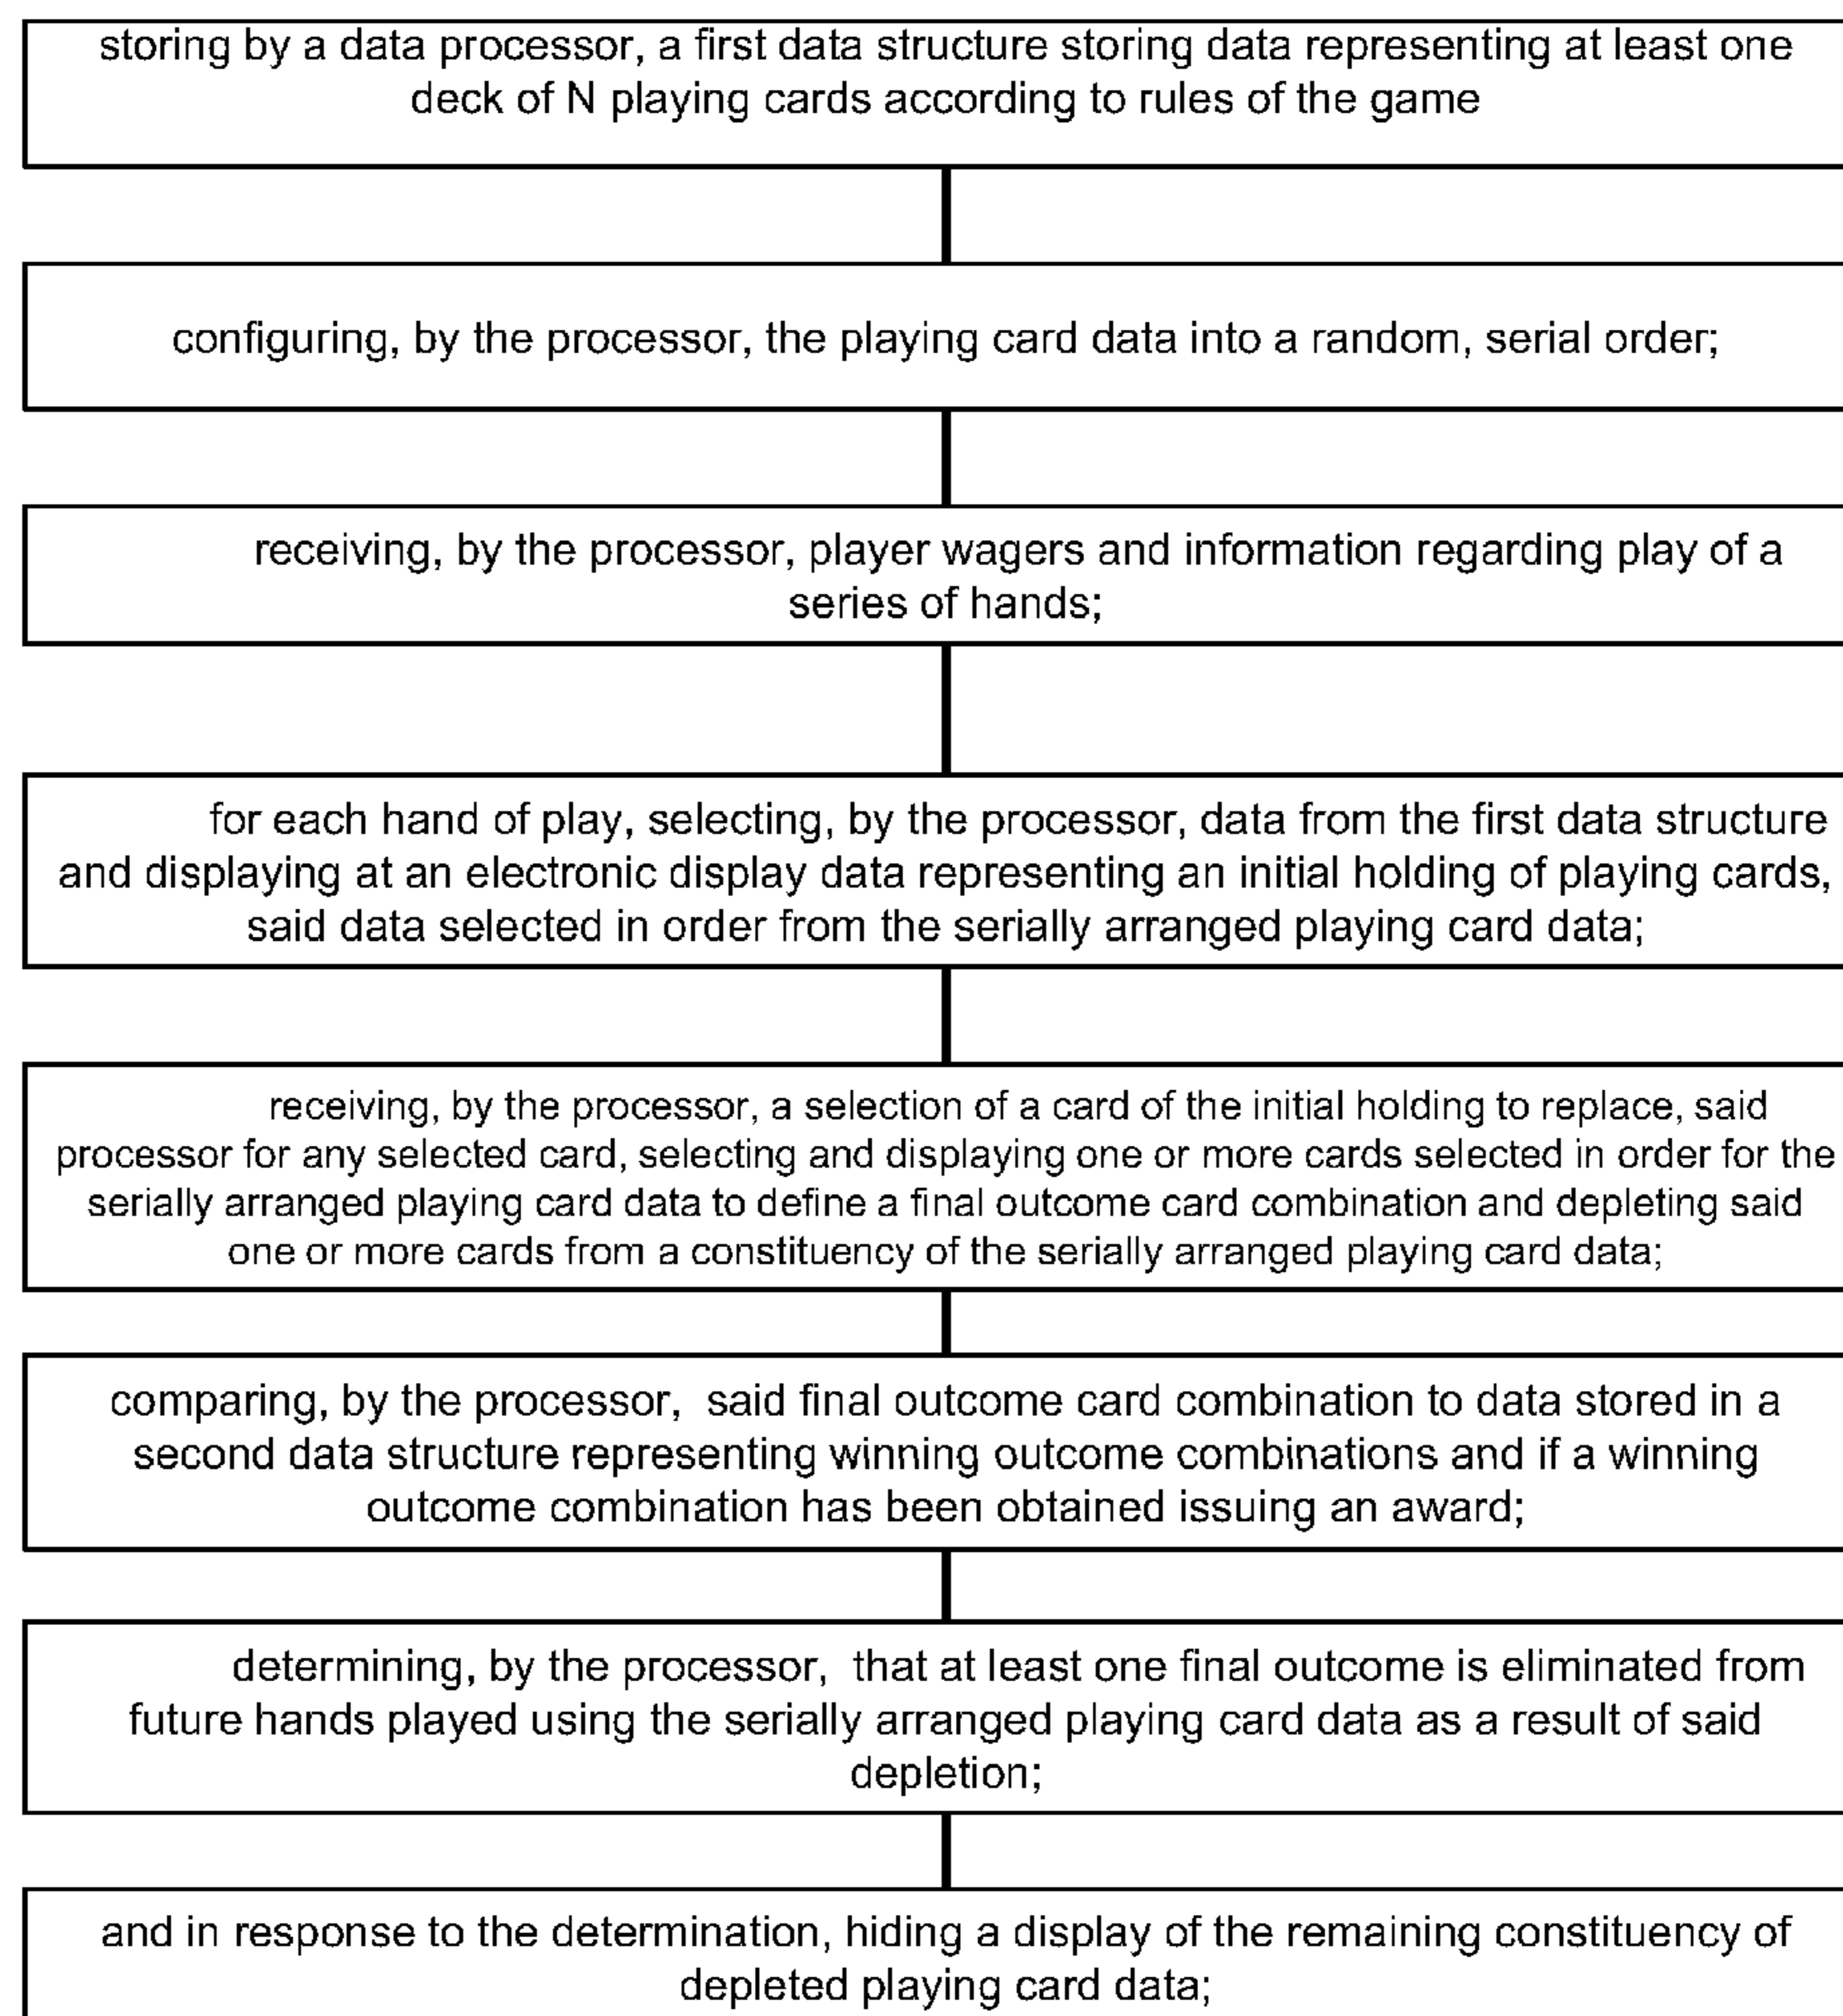 storing by a data processor, a first data structure storing data representing at least one
deck of N playing cards according to rules of the game
configuring, by the processor, the playing card data into a random, serial order;
receiving, by the processor, player wagers and information regarding play of a
series of hands;
for each hand of play, selecting, by the processor, data from the first data structure
and displaying at an electronic display data representing an initial holding of playing cards,
said data selected in order from the serially arranged playing card data;
receiving, by the processor, a selection of a card of the initial holding to replace, said
processor for any selected card, selecting and displaying one or more cards selected in order for the
serially arranged playing card data to define a final outcome card combination and depleting said
one or more cards from a constituency of the serially arranged playing card data;
comparing, by the processor, said final outcome card combination to data stored in a
second data structure representing winning outcome combinations and if a winning
outcome combination has been obtained issuing an award;
determining, by the processor, that at least one final outcome is eliminated from
future hands played using the serially arranged playing card data as a result of said
depletion;
and in response to the determination, hiding a display of the remaining constituency of
depleted playing card data;